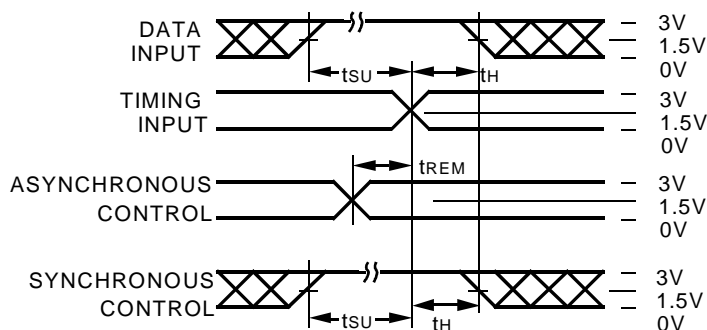 DATA
INPUT
3V
1.5V
0V
tSU
tH
TIMING
INPUT
3V
1.5V
0V
tREM
ASYNCHRONOUS
CONTROL
3V
1.5V
0V
SYNCHRONOUS
CONTROL
3V
1.5V
0V
tSU
tH